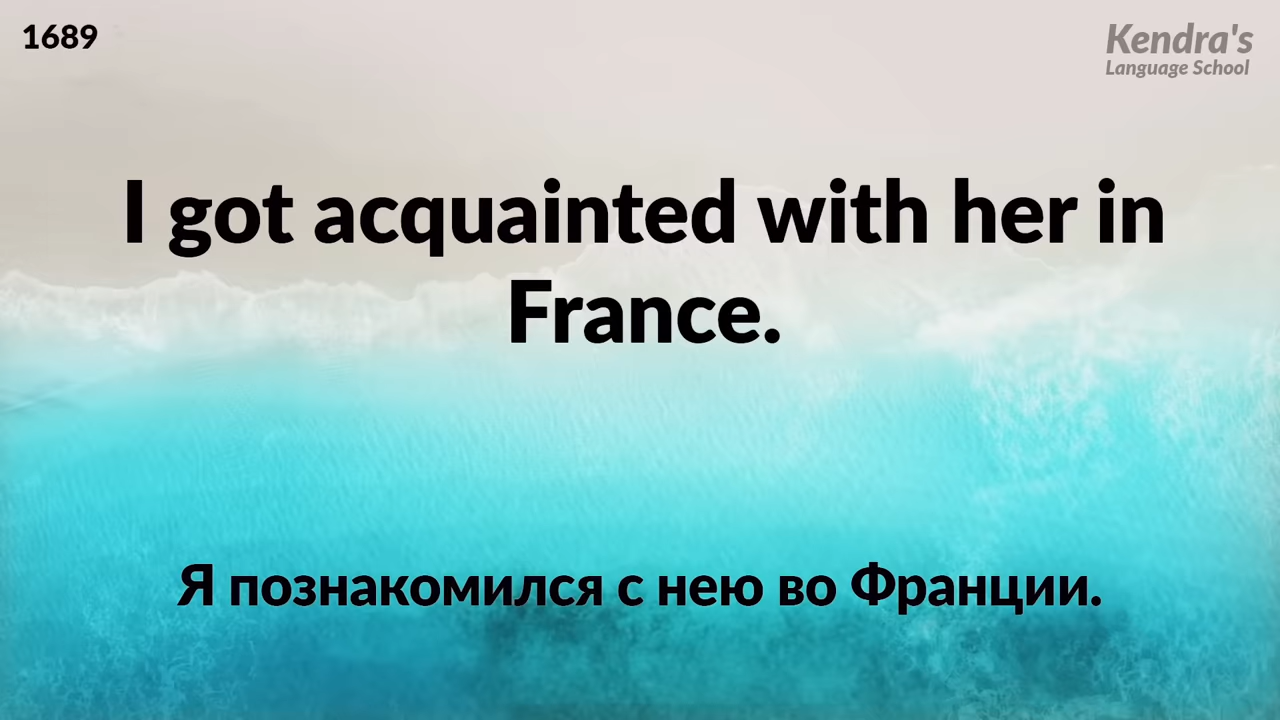 1689
Kendra's
Language School
I got acquainted with her in
France.
Я познакомился с нею во Франции.